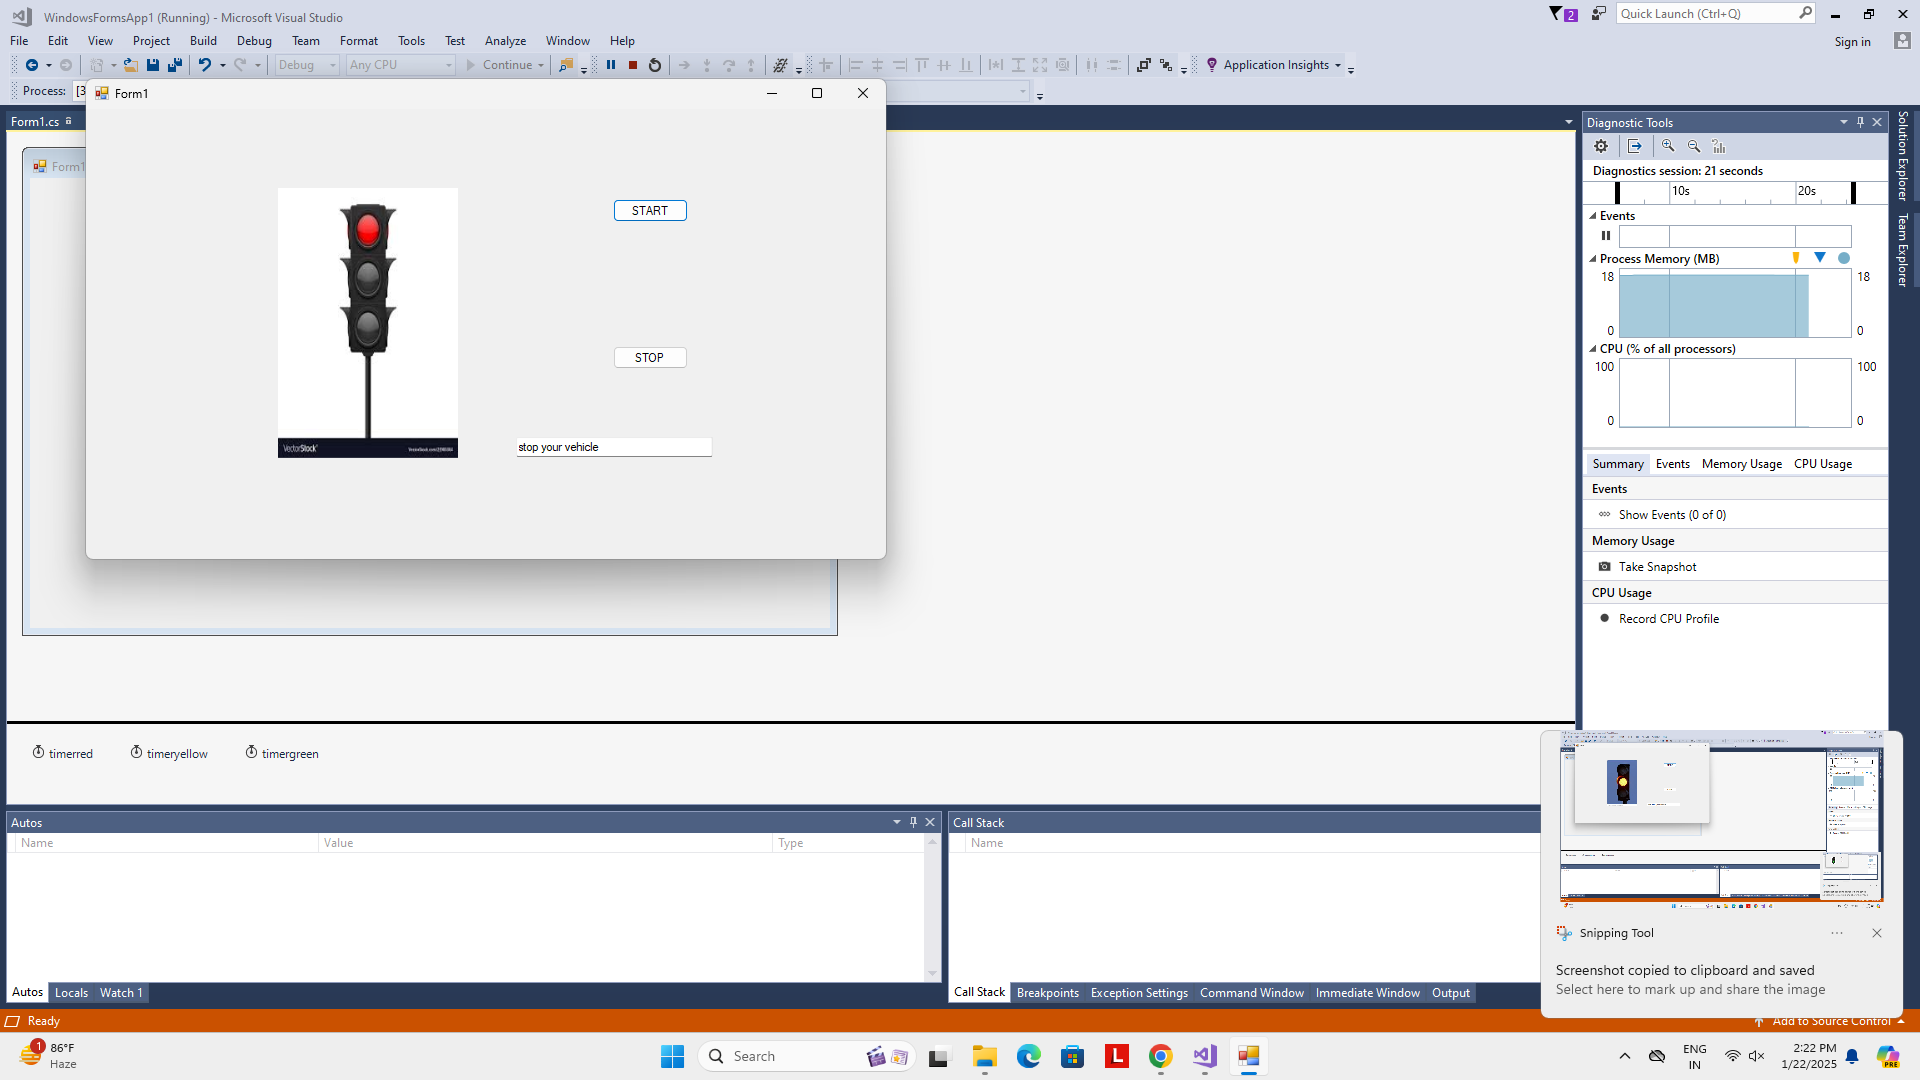 WindowsFormsApp1 (Running) - Microsoft Visual Studio
2
Quick Launch (Ctrl+Q)
File Edit View Project Build Debug Team Format Tools Test Analyze Window Help
Sign in
Debug Any CPU Continue Application Insights
Process: [3
Form1
Form1.cs
Form1
START
STOP
VectorStock
stop your vehicle
timerred timeryellow timergreen
Diagnostic Tools
Diagnostics session: 21 seconds
10s 20s
Events
Process Memory (MB)
18 18
0 0
CPU (% of all processors)
100 100
0 0
Summary Events Memory Usage CPU Usage
Events
Show Events (0 of 0)
Memory Usage
Take Snapshot
CPU Usage
Record CPU Profile
Solution Explorer
Team Explorer
Autos
Name Value Type
Autos Locals Watch 1
Call Stack
Name
Call Stack Breakpoints Exception Settings Command Window Immediate Window Output
Snipping Tool
Screenshot copied to clipboard and saved
Select here to mark up and share the image
Ready
Add to Source Control
1
86°F
Haze
Search
L
PRE
ENG
IN
2:22 PM
1/22/2025